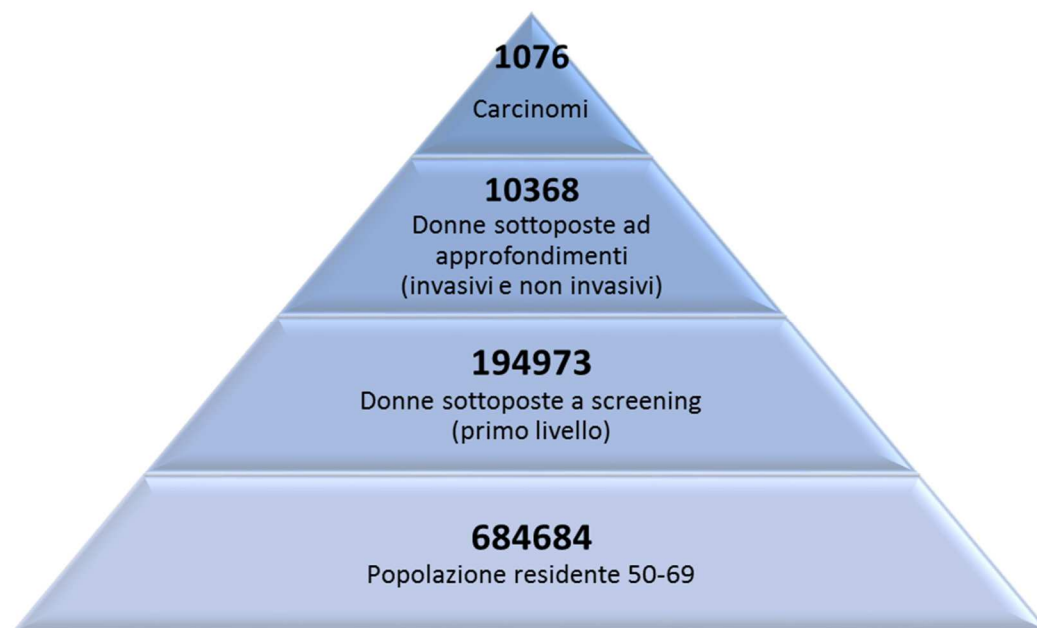 1076
Carcinomi
10368
Donne sottoposte ad
approfondimenti
(invasivi e non invasivi)
194973
Donne sottoposte a screening
(primo livello)
684684
Popolazione residente 50-69